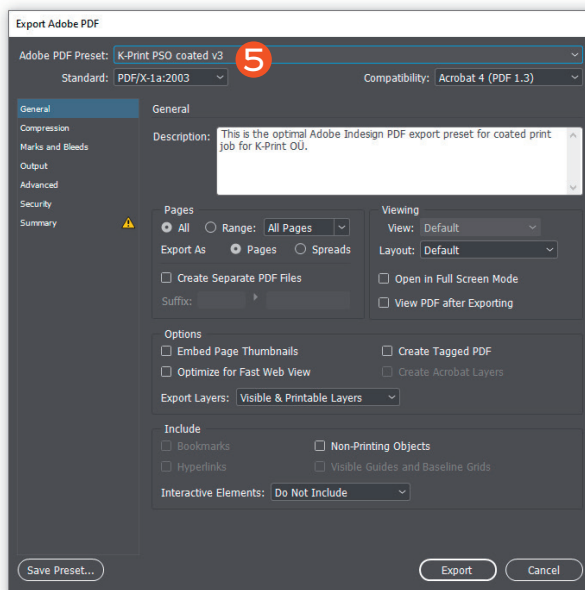 Export Adobe PDF
Adobe PDF Preset: K-Print PSO coated v3
5
Standard: PDF/X-1a:2003 Compatibility: Acrobat 4 (PDF 1.3)
General
Compression
Marks and Bleeds
Output
Advanced
Security
Summary
General
Description: This is the optimal Adobe Indesign PDF export preset for coated print
job for K-Print OÜ.
Pages
All Range: All Pages
Export As Pages Spreads
Create Separate PDF Files
Suffix:
Viewing
View: Default
Layout: Default
Open in Full Screen Mode
View PDF after Exporting
Options
Embed Page Thumbnails Create Tagged PDF
Optimize for Fast Web View Create Acrobat Layers
Export Layers: Visible & Printable Layers
Include
Bookmarks Non-Printing Objects
Hyperlinks Visible Guides and Baseline Grids
Interactive Elements: Do Not Include
Save Preset... Export Cancel